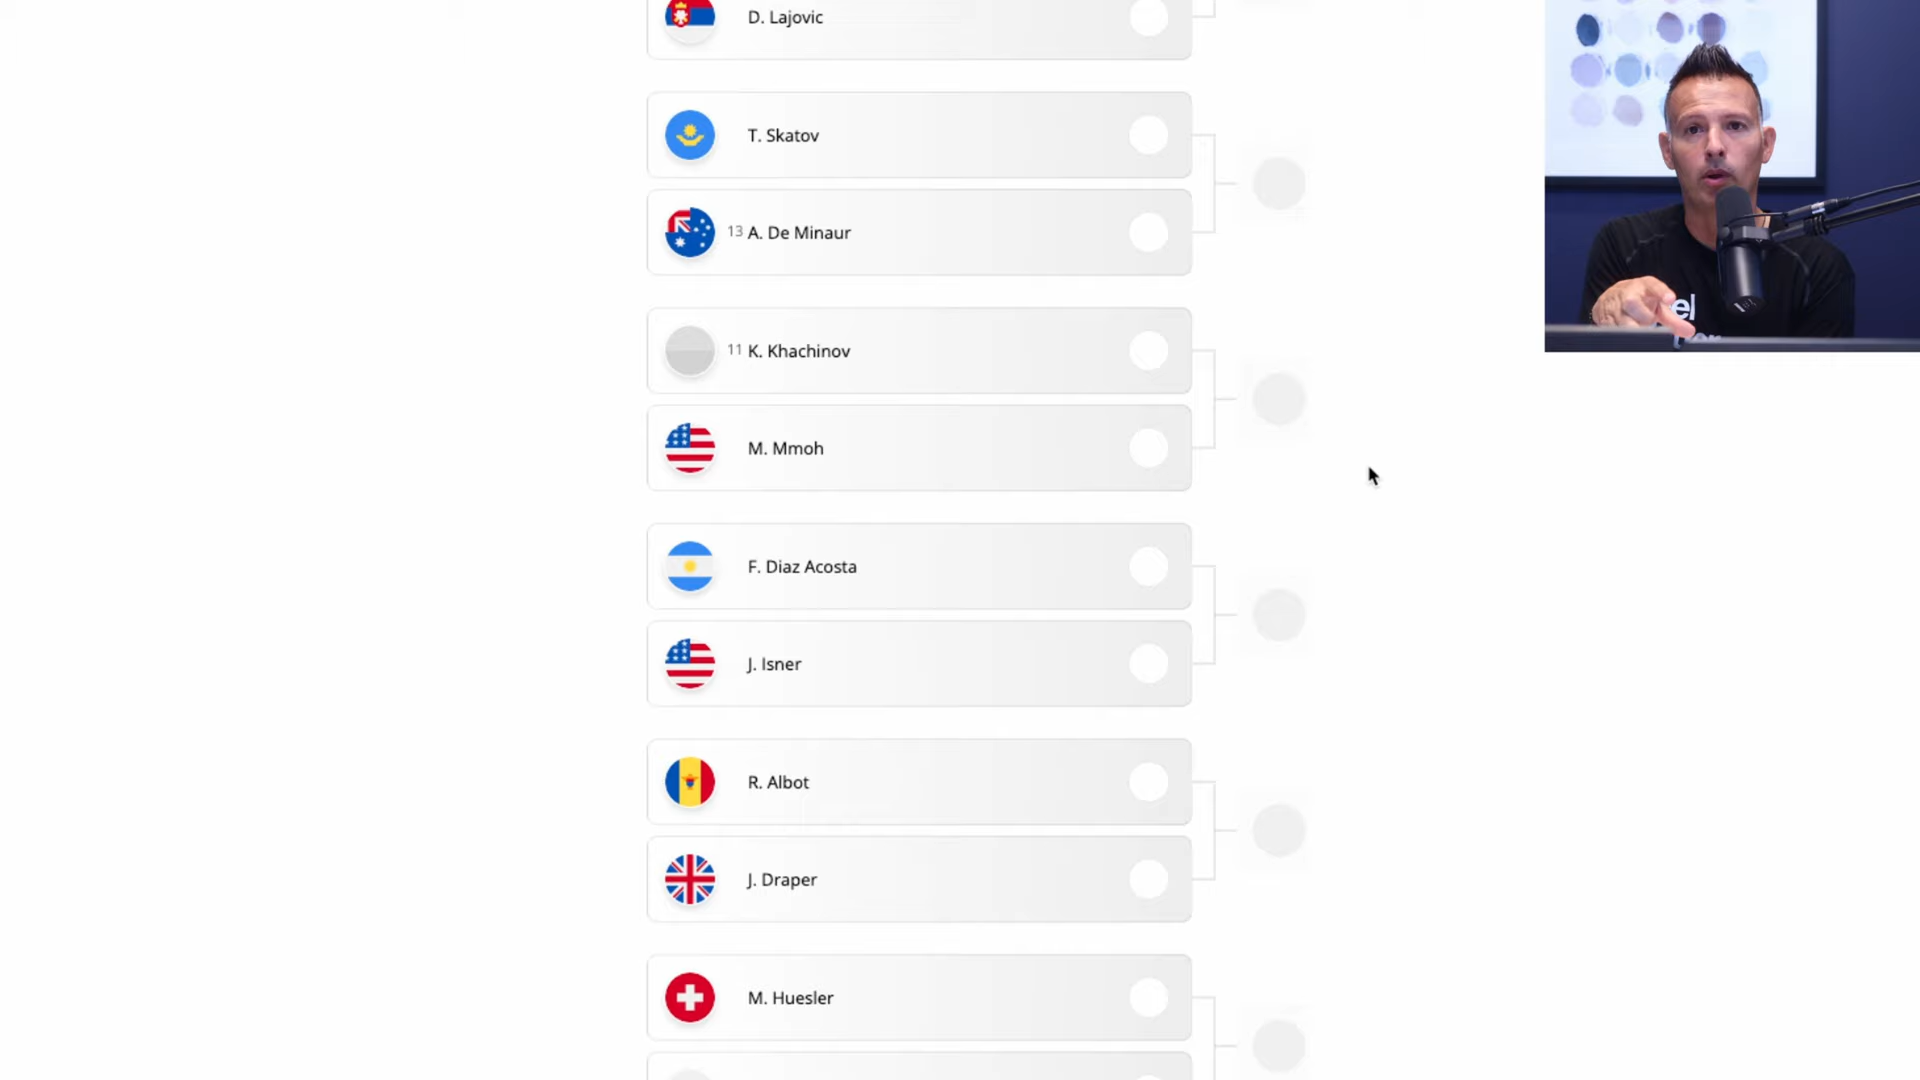 D. Lajovic
T. Skatov
13 A. De Minaur
11 K. Khachinov
M. Mmoh
F. Diaz Acosta
J. Isner
R. Albot
J. Draper
M. Huesler